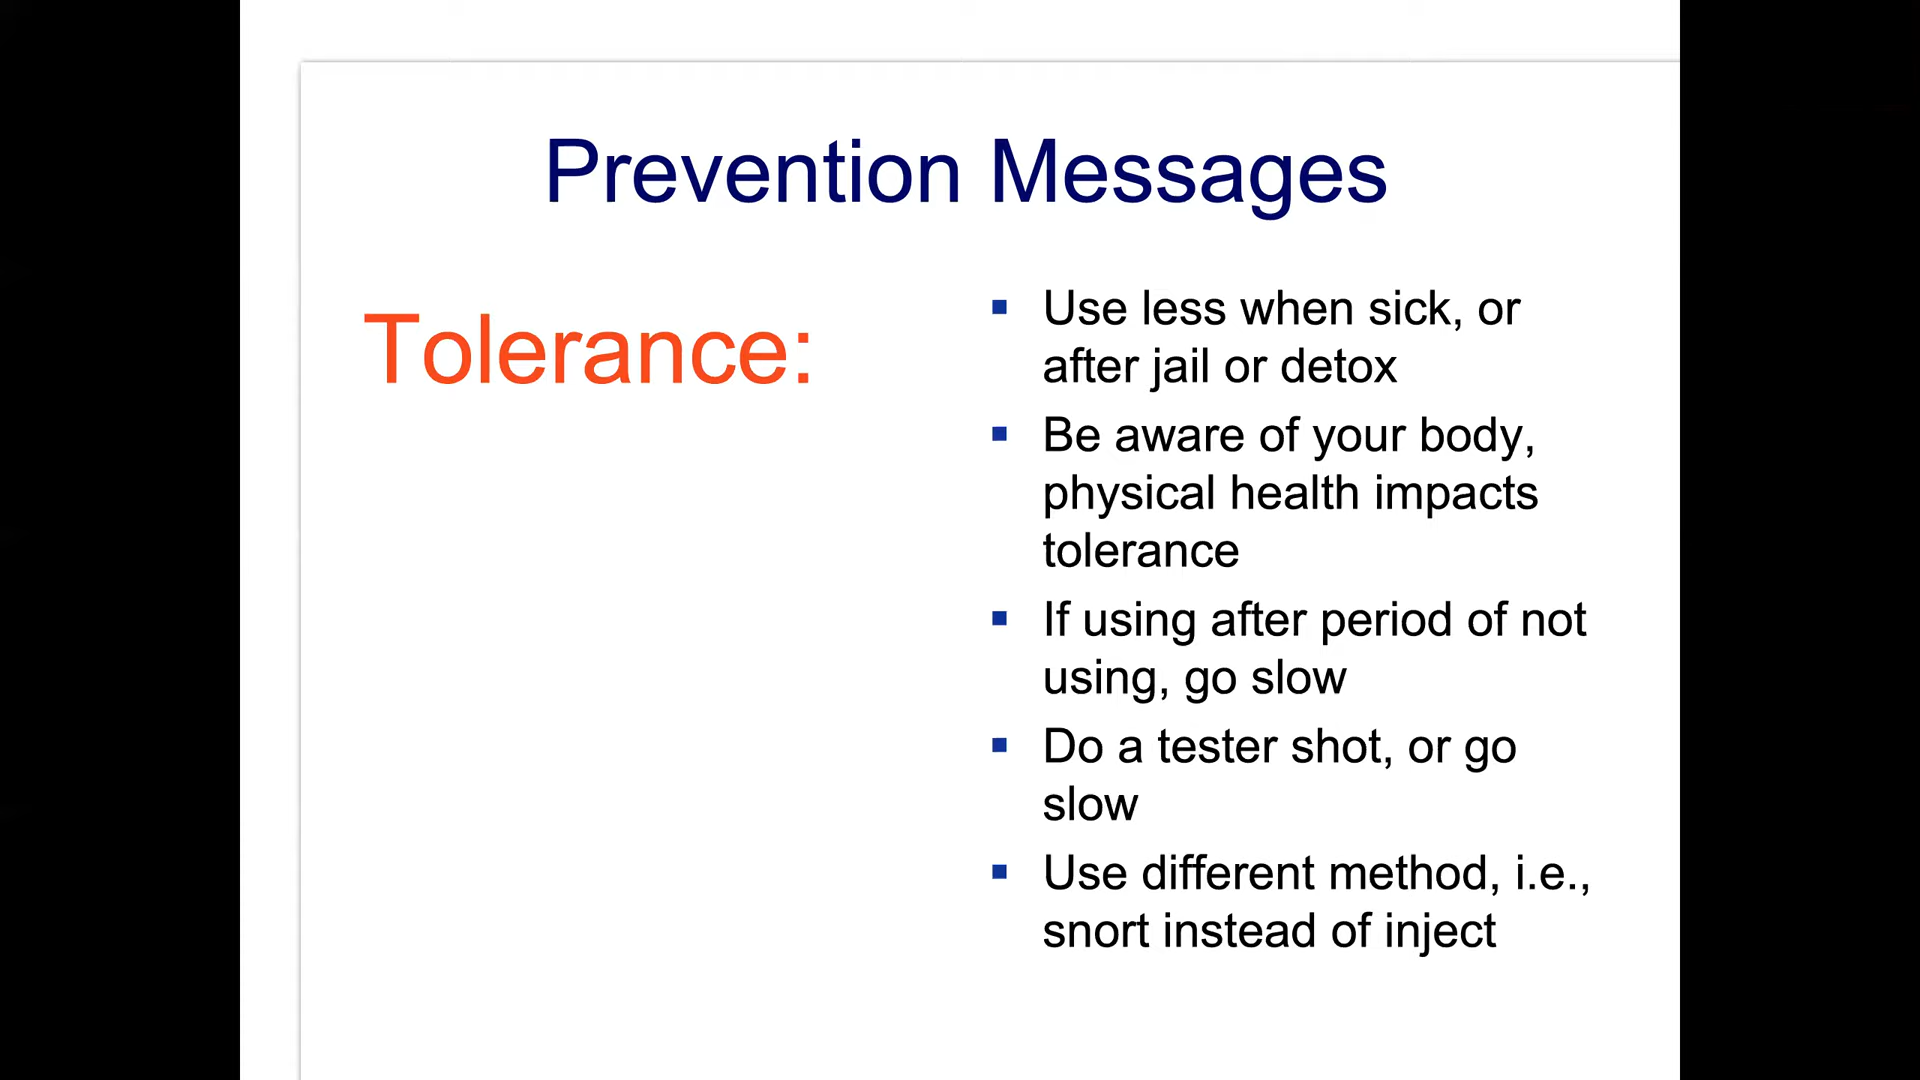 Prevention Messages
Tolerance:
▪ Use less when sick, or
after jail or detox
▪ Be aware of your body,
physical health impacts
tolerance
▪ If using after period of not
using, go slow
▪ Do a tester shot, or go
slow
▪ Use different method, i.e.,
snort instead of inject